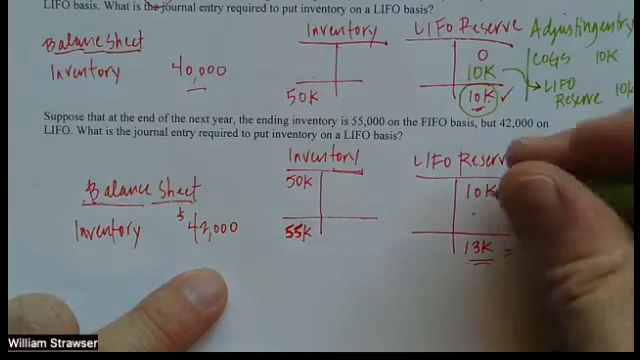 LIFO basis. What is the journal entry required to put inventory on a LIFO basis?
Balance Sheet
Inventory 40,000
Inventory
50K
LIFO Reserve
0
10K
10K ✓
Adjusting entry
COGS 10K
LIFO Reserve 10K
Suppose that at the end of the next year, the ending inventory is 55,000 on the FIFO basis, but 42,000 on
LIFO. What is the journal entry required to put inventory on a LIFO basis?
Balance Sheet
Inventory $42,000
Inventory
50K
55K
LIFO Reserv
10K
13K =
William Strawser